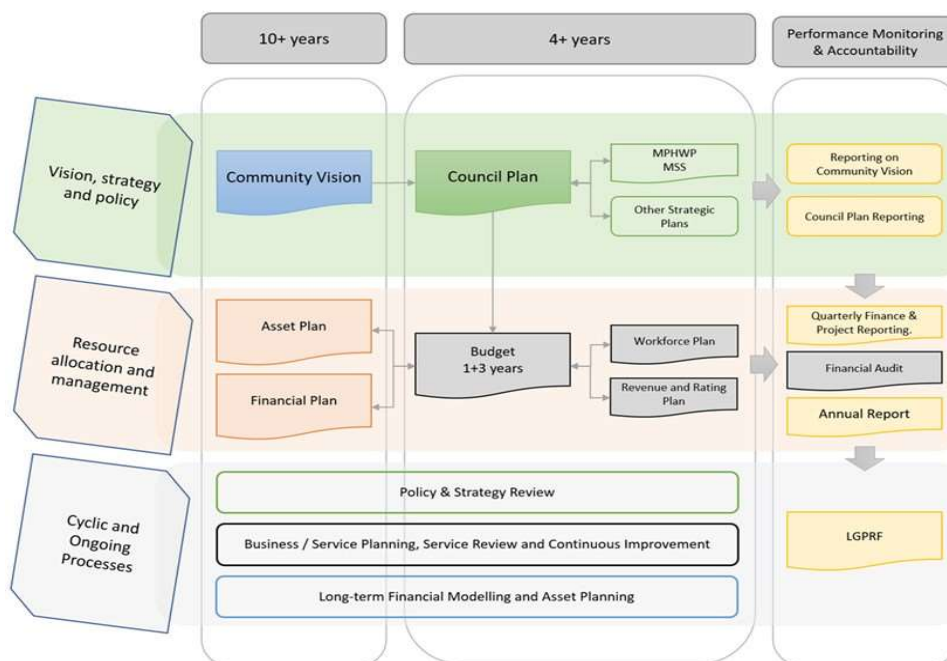 10+ years
4+ years
Performance Monitoring
& Accountability
Vision, strategy
and policy
Community Vision
Council Plan
MPHWP
MSS
Other Strategic
Plans
Reporting on
Community Vision
Council Plan Reporting
Resource
allocation and
management
Asset Plan
Financial Plan
Budget
1+3 years
Workforce Plan
Revenue and Rating
Plan
Quarterly Finance &
Project Reporting.
Financial Audit
Annual Report
Cyclic and
Ongoing
Processes
Policy & Strategy Review
Business / Service Planning, Service Review and Continuous Improvement
Long-term Financial Modelling and Asset Planning
LGPRF